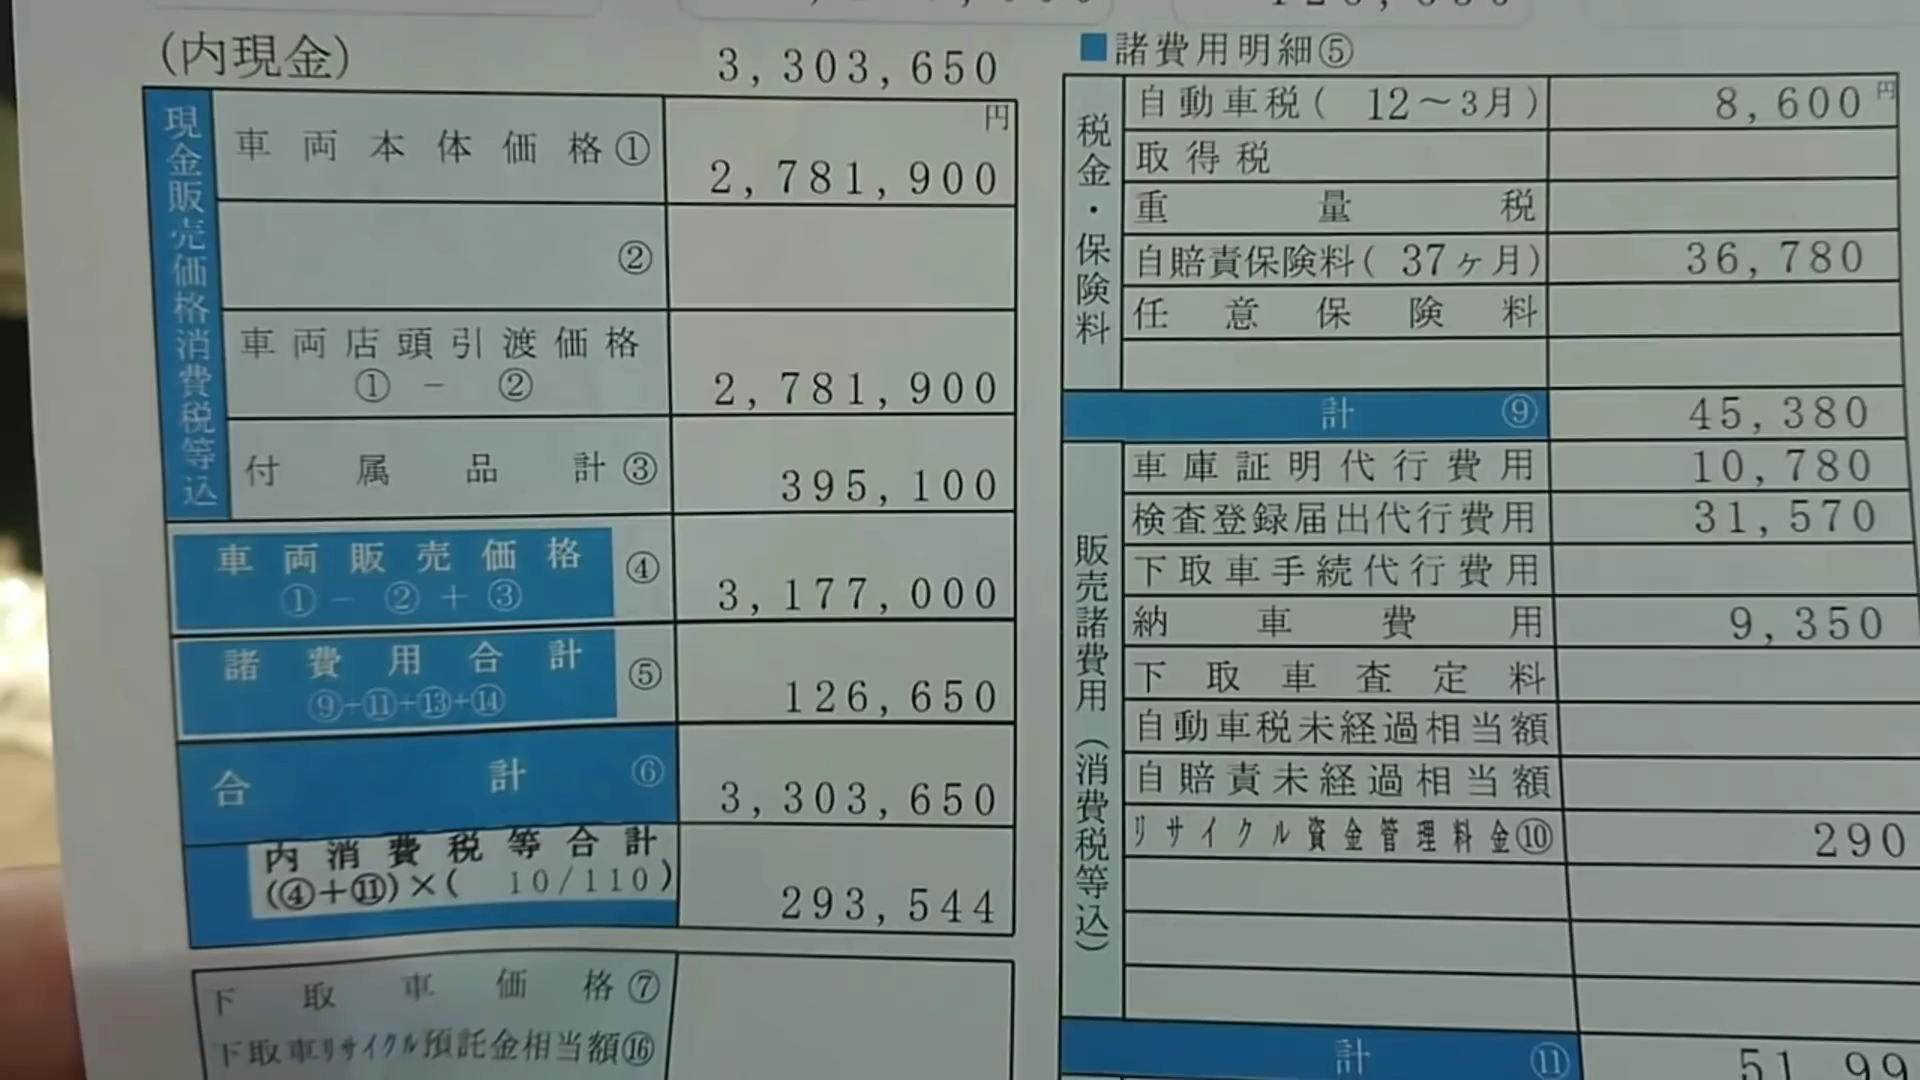 (内現金) 3,303,650
現金販売価格消費税等込
円
車両本体価格① 2,781,900
②
車両店頭引渡価格
① − ② 2,781,900
付属品計③ 395,100
車両販売価格 ④
①－②＋③ 3,177,000
諸費用合計 ⑤
⑨+⑪+⑬+⑭ 126,650
合計 ⑥ 3,303,650
内消費税等合計
(④＋⑪)×( 10/110) 293,544
下取車価格⑦
下取車リサイクル預託金相当額⑯
■諸費用明細⑤
税金・保険料
自動車税( 12～3月) 8,600円
取得税
重量税
自賠責保険料( 37ヶ月) 36,780
任意保険料
計 ⑨ 45,380
販売諸費用(消費税等込)
車庫証明代行費用 10,780
検査登録届出代行費用 31,570
下取車手続代行費用
納車費用 9,350
下取車査定料
自動車税未経過相当額
自賠責未経過相当額
リサイクル資金管理料金⑩ 290
計 ⑪ 51,99